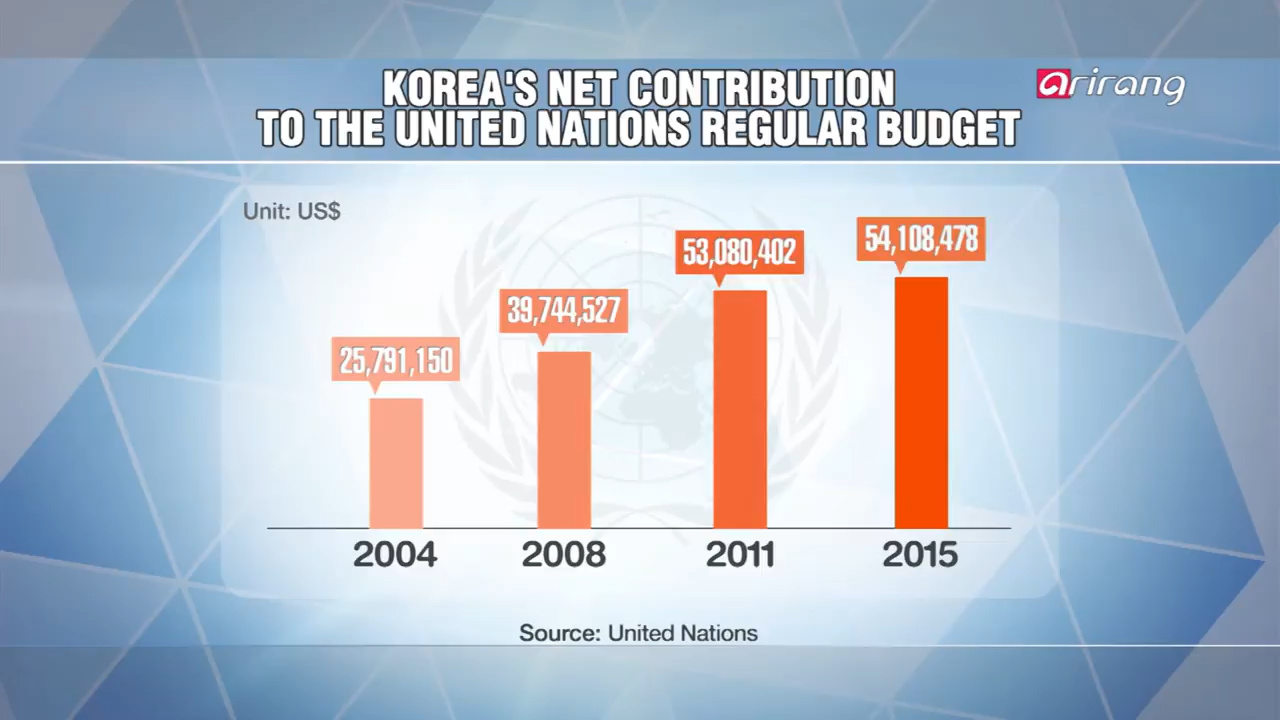 KOREA'S NET CONTRIBUTION
TO THE UNITED NATIONS REGULAR BUDGET
arirang
Unit: US$
25,791,150
39,744,527
53,080,402
54,108,478
2004
2008
2011
2015
Source: United Nations